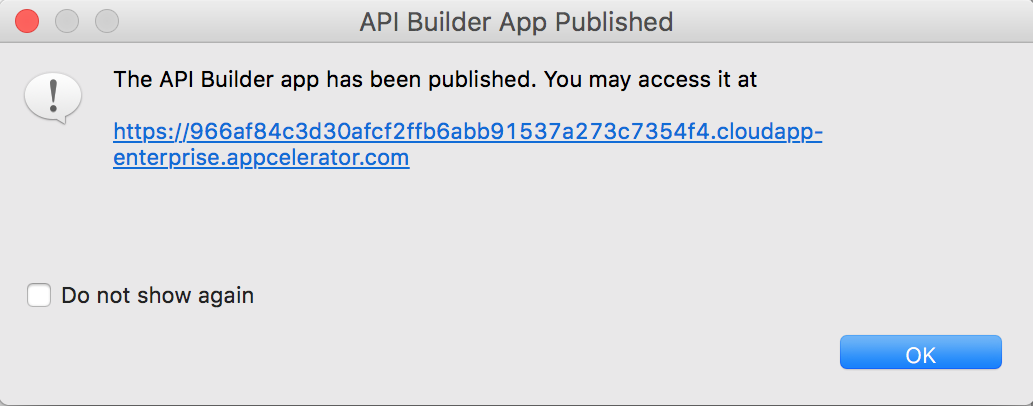 API Builder App Published
The API Builder app has been published. You may access it at
https://966af84c3d30afcf2ffb6abb91537a273c7354f4.cloudapp-
enterprise.appcelerator.com
Do not show again
OK